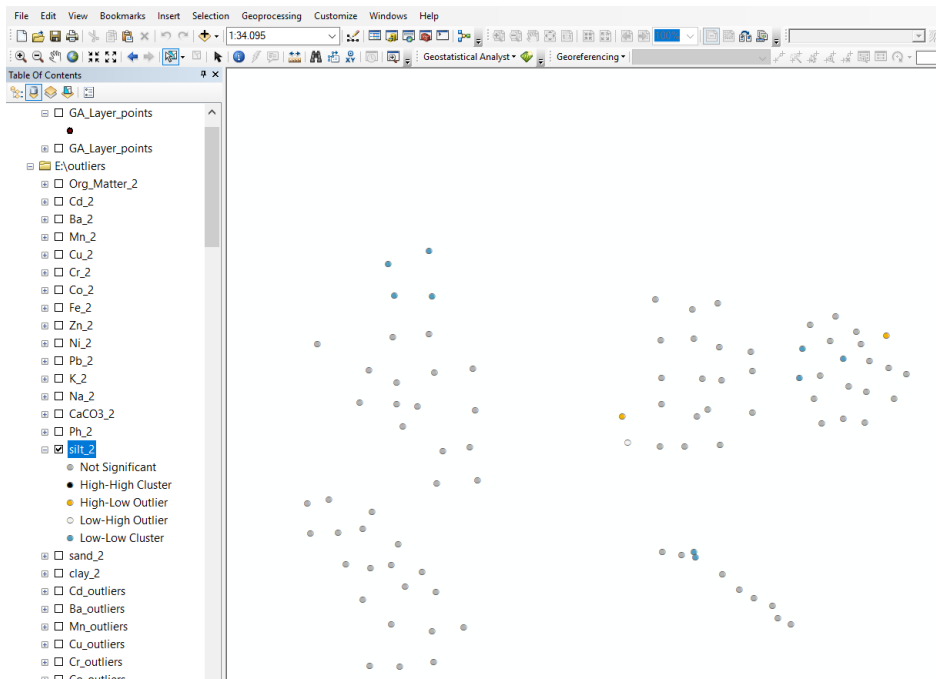 File Edit View Bookmarks Insert Selection Geoprocessing Customize Windows Help
1:34.095
Geostatistical Analyst Georeferencing
Table Of Contents
GA_Layer_points
GA_Layer_points
E:\outliers
Org_Matter_2
Cd_2
Ba_2
Mn_2
Cu_2
Cr_2
Co_2
Fe_2
Zn_2
Ni_2
Pb_2
K_2
Na_2
CaCO3_2
Ph_2
silt_2
Not Significant
High-High Cluster
High-Low Outlier
Low-High Outlier
Low-Low Cluster
sand_2
clay_2
Cd_outliers
Ba_outliers
Mn_outliers
Cu_outliers
Cr_outliers